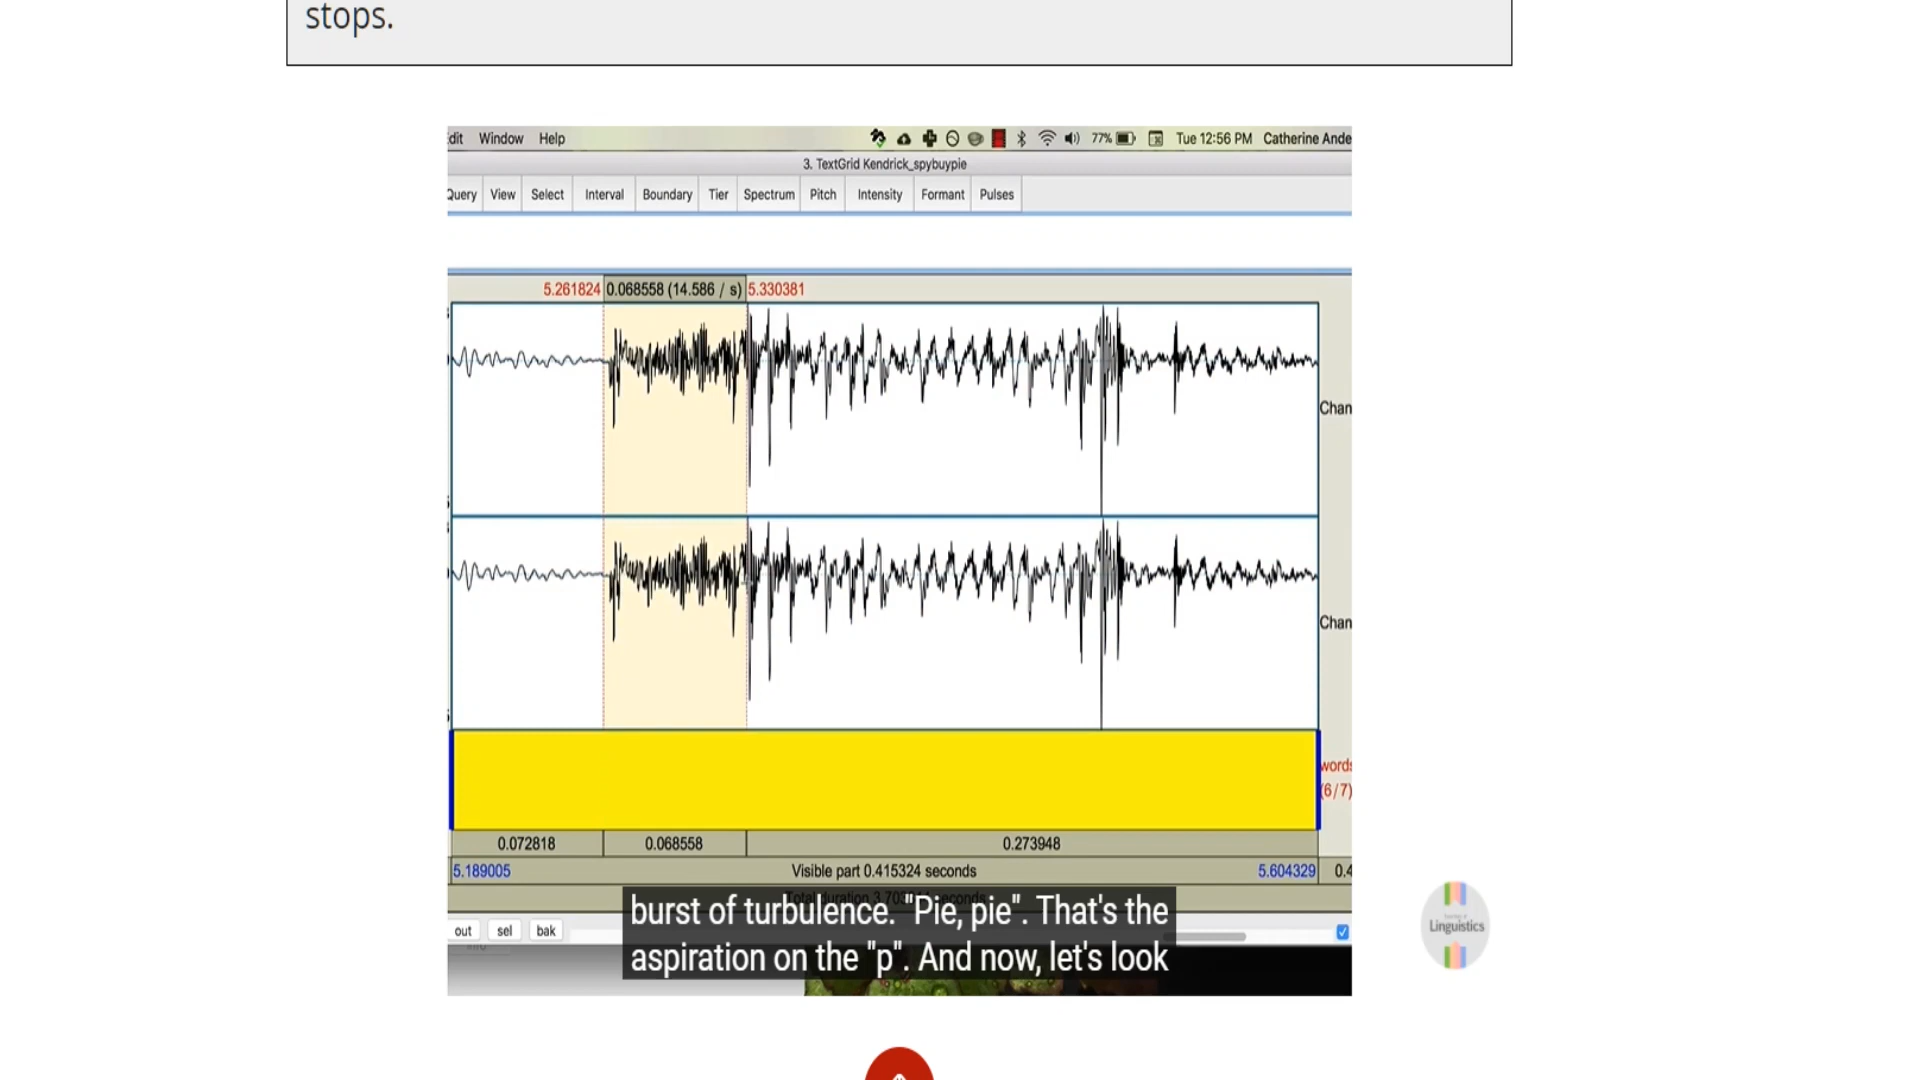 stops.
dit Window Help 77% Tue 12:56 PM Catherine Ande
3. TextGrid Kendrick_spybuypie
Query View Select Interval Boundary Tier Spectrum Pitch Intensity Formant Pulses
5.261824 0.068558 (14.586 / s) 5.330381
Chan
Chan
words
(6/7)
0.072818 0.068558 0.273948
5.189005 Visible part 0.415324 seconds 5.604329 0.4
burst of turbulence. "Pie, pie". That's the
aspiration on the "p". And now, let's look
out sel bak
Linguistics